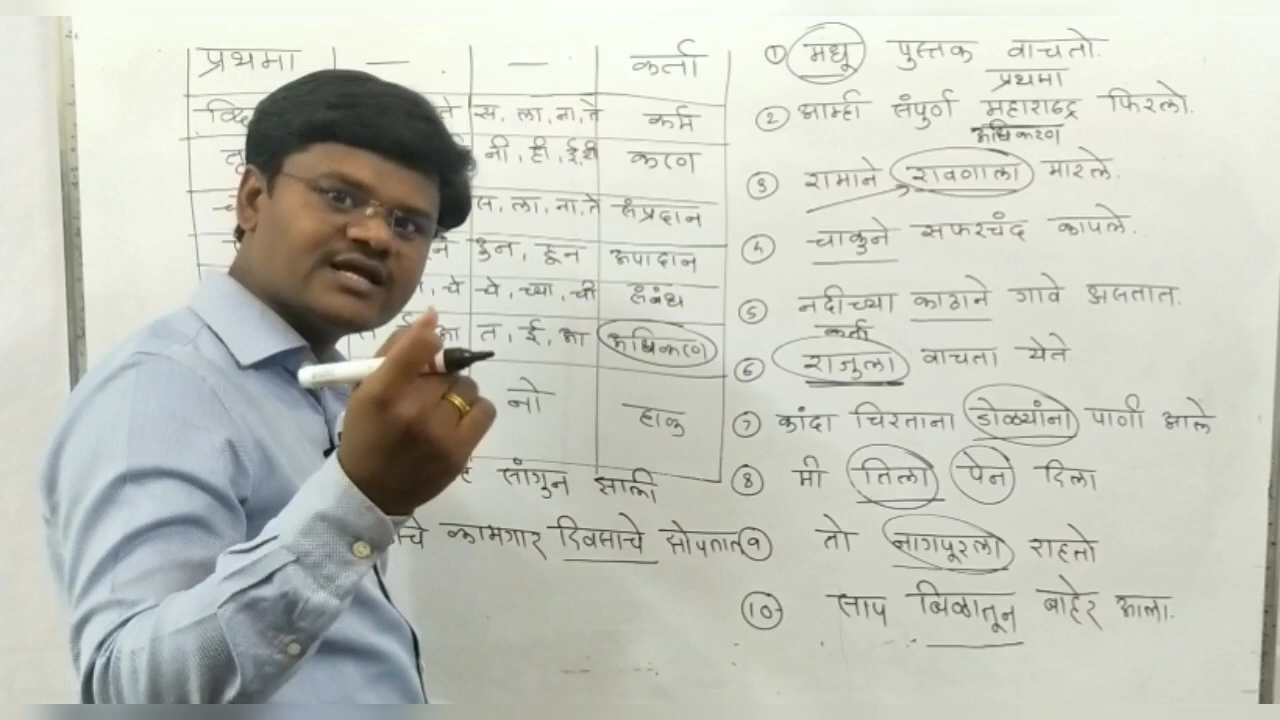 प्रथमा — — कर्ता
स, ला, ना, ते कर्म
नी, ही, ई, शी करण
स, ला, ना, ते संप्रदान
हुन, हून अपादान
चे चे, च्या, ची संबंध
त, ई, आ अधिकरण
नो हाक
सांगुन झाली
कामगार दिवसाचे सोपतात
① मधू पुस्तक वाचतो.
प्रथमा
② आम्ही संपुर्ण महाराष्ट्र फिरलो.
अधिकरण
③ रामाने रावणाला मारले.
④ चाकुने सफरचंद कापले.
⑤ नदीच्या काठाने गावे असतात.
कर्ता
⑥ राजुला वाचता येते
⑦ कांदा चिरताना डोळ्यांना पाणी आले
⑧ मी तिला पेन दिला
⑨ तो नागपूरला राहतो
⑩ साप बिळातून बाहेर आला.